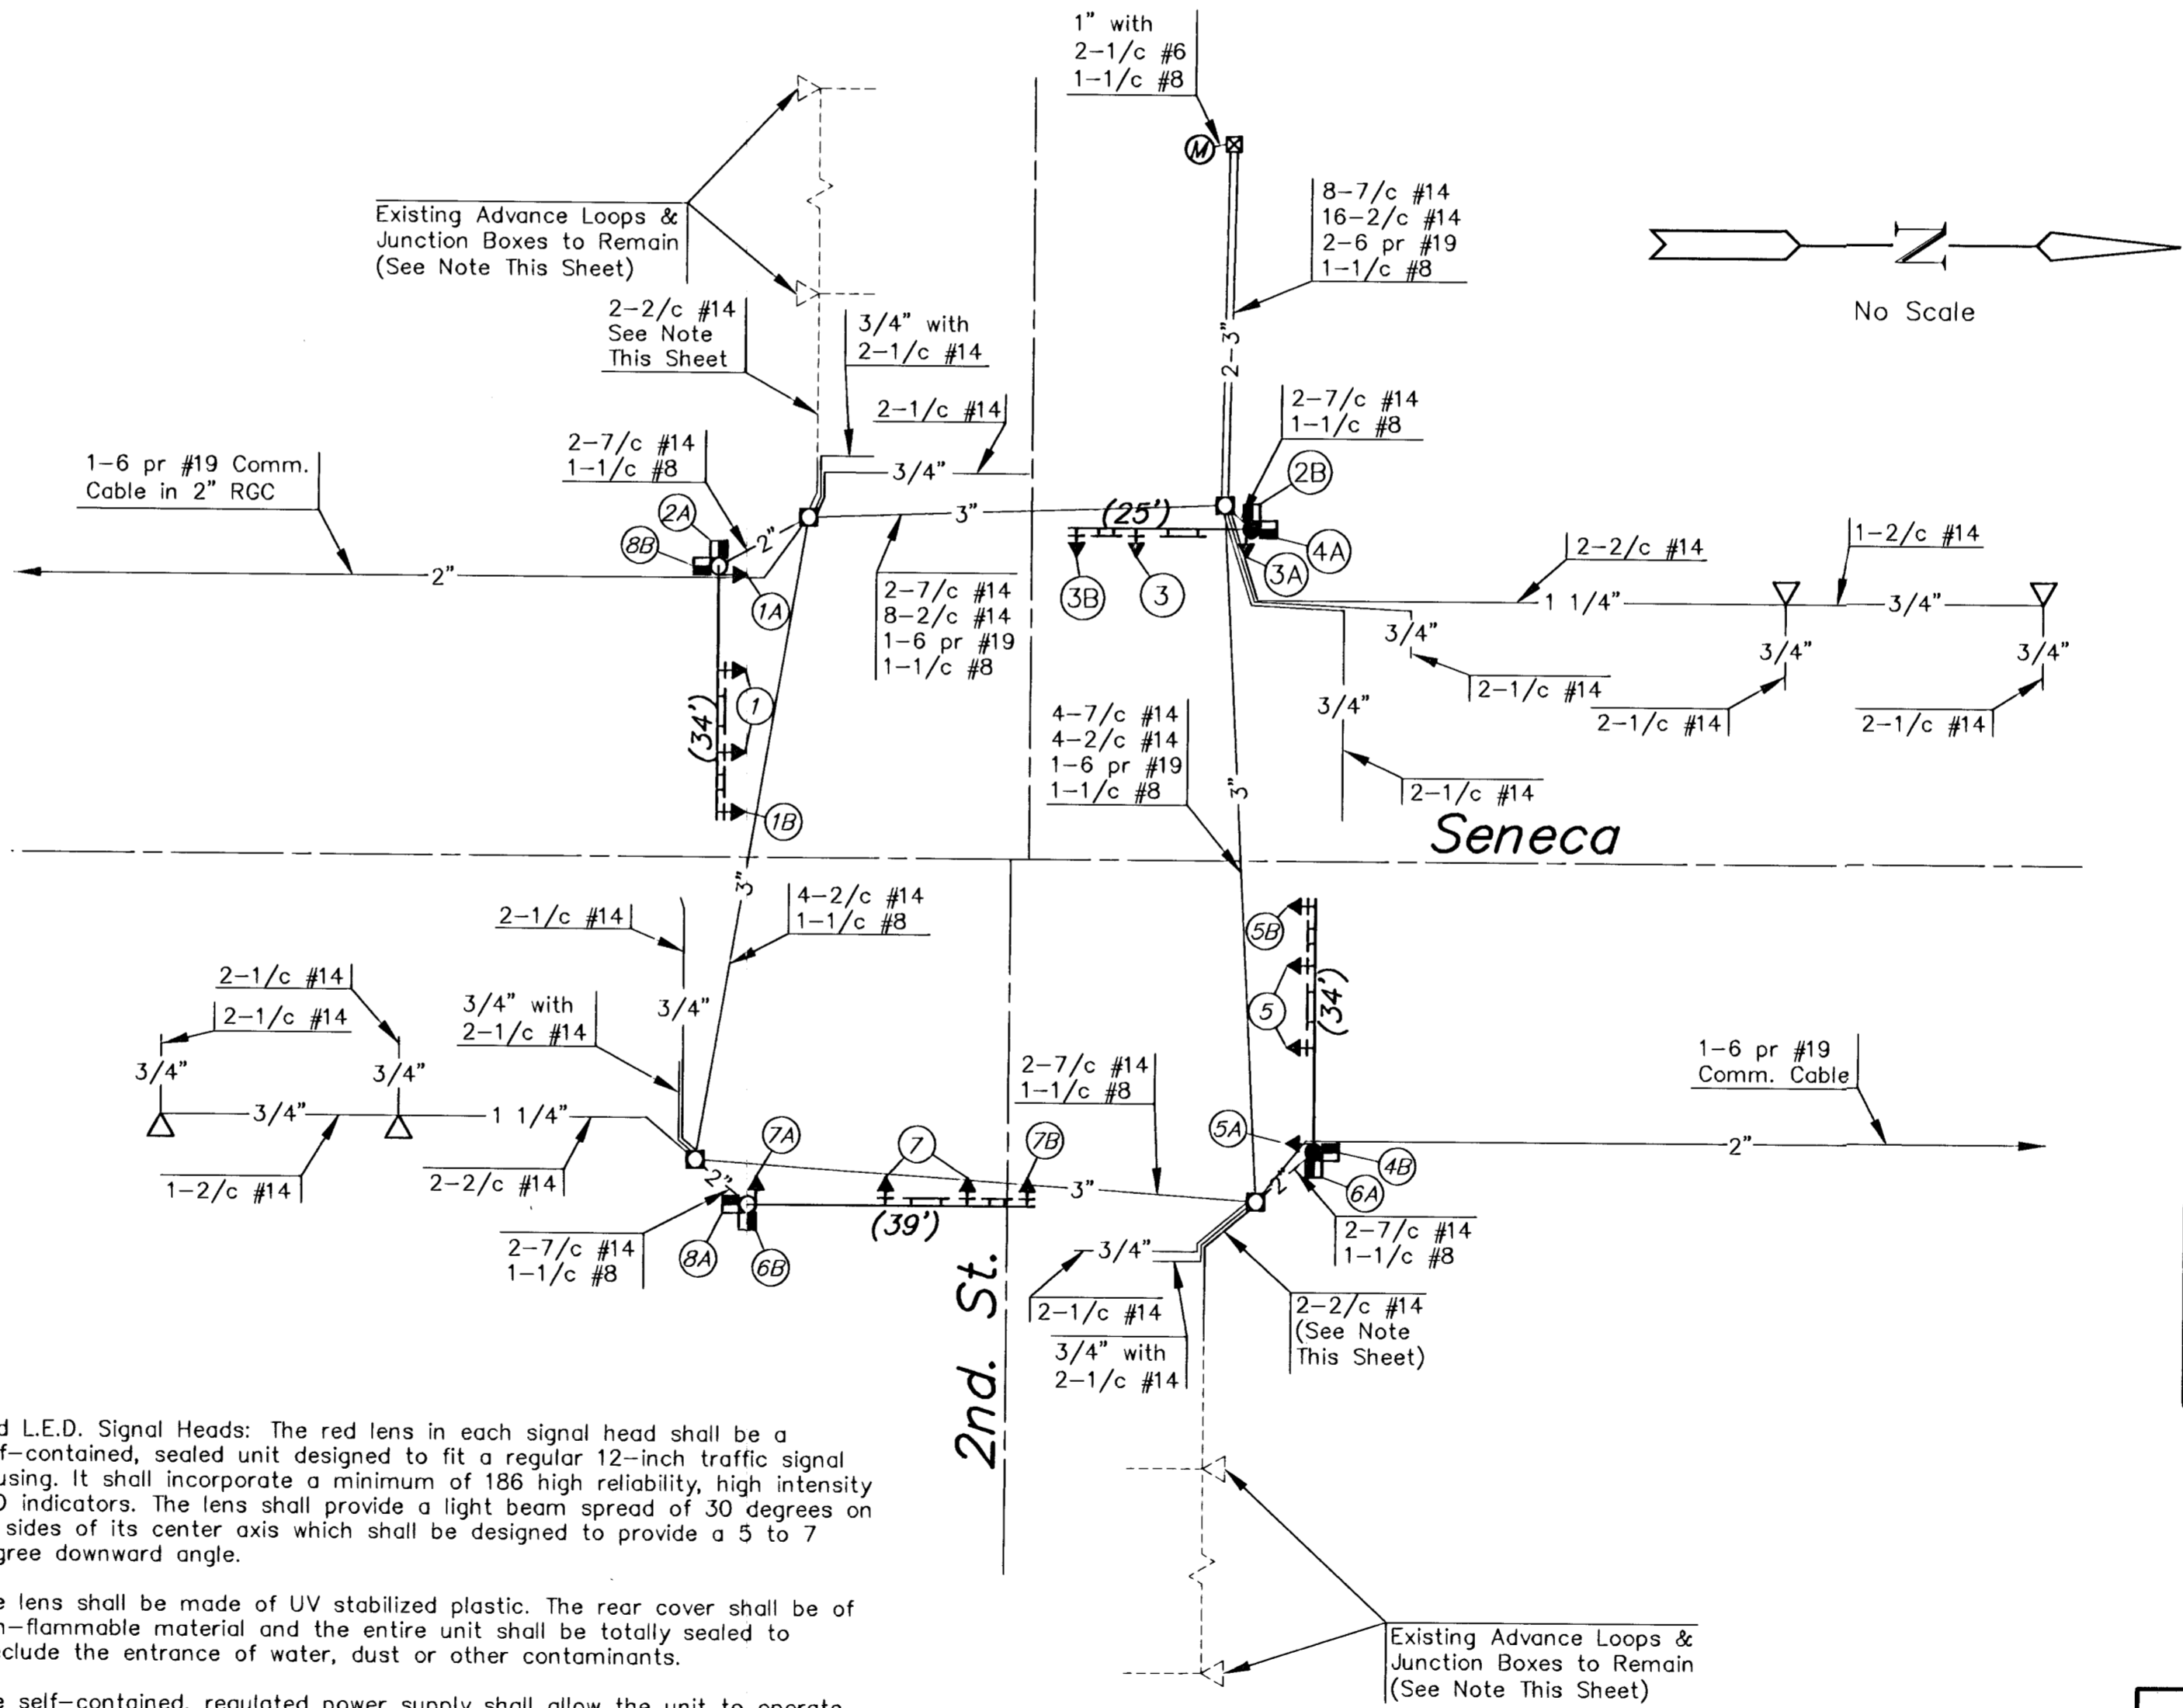 1" with
2-1/c #6
1-1/c #8
M
8-7/c #14
16-2/c #14
2-6 pr #19
1-1/c #8
N
No Scale
Existing Advance Loops &
Junction Boxes to Remain
(See Note This Sheet)
2-2/c #14
See Note
This Sheet
3/4" with
2-1/c #14
2-3"
2-1/c #14
2-7/c #14
1-1/c #8
2-7/c #14
1-1/c #8
1-6 pr #19 Comm.
Cable in 2" RGC
3/4"
2B
2A
2"
3"
(25')
8B
4A
2-2/c #14
1-2/c #14
2"
3A
1A
3B
3
1 1/4"
3/4"
2-7/c #14
8-2/c #14
1-6 pr #19
1-1/c #8
3/4"
3/4"
3/4"
2-1/c #14
2-1/c #14
2-1/c #14
3/4"
1
(34')
4-7/c #14
4-2/c #14
1-6 pr #19
1-1/c #8
3"
2-1/c #14
1B
Seneca
3"
4-2/c #14
1-1/c #8
2-1/c #14
5B
2-1/c #14
2-1/c #14
3/4" with
2-1/c #14
3/4"
5
(34')
3/4"
3/4"
2-7/c #14
1-1/c #8
1-6 pr #19
Comm. Cable
3/4"
1 1/4"
7A
7
7B
5A
2"
1-2/c #14
2-2/c #14
2"
3"
2"
4B
6A
(39')
2-7/c #14
1-1/c #8
8A
6B
2-7/c #14
1-1/c #8
3/4"
2-1/c #14
3/4" with
2-1/c #14
2-2/c #14
(See Note
This Sheet)
2nd. St.
L.E.D. Signal Heads: The red lens in each signal head shall be a
f-contained, sealed unit designed to fit a regular 12-inch traffic signal
using. It shall incorporate a minimum of 186 high reliability, high intensity
indicators. The lens shall provide a light beam spread of 30 degrees on
sides of its center axis which shall be designed to provide a 5 to 7
gree downward angle.
lens shall be made of UV stabilized plastic. The rear cover shall be of
n-flammable material and the entire unit shall be totally sealed to
clude the entrance of water, dust or other contaminants.
self-contained, regulated power supply shall allow the unit to operate
Existing Advance Loops &
Junction Boxes to Remain
(See Note This Sheet)